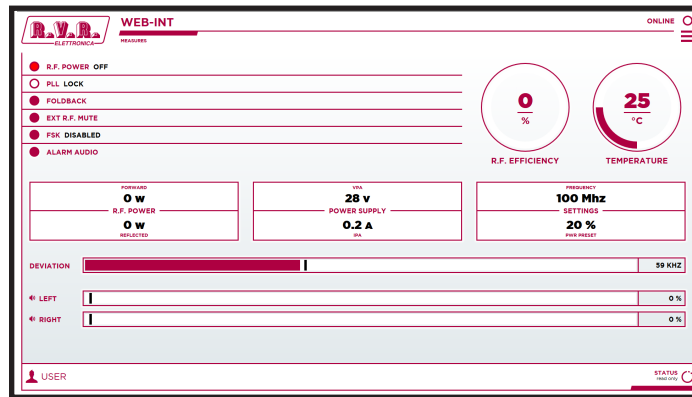 R.V.R.
ELETTRONICA
WEB-INT
MEASURES
ONLINE
R.F. POWER OFF
PLL LOCK
FOLDBACK
EXT R.F. MUTE
FSK DISABLED
ALARM AUDIO
0
%
R.F. EFFICIENCY
25
°C
TEMPERATURE
FORWARD
0 W
R.F. POWER
0 W
REFLECTED
VPA
28 V
POWER SUPPLY
0.2 A
IPA
FREQUENCY
100 Mhz
SETTINGS
20 %
PWR PRESET
DEVIATION
59 KHZ
LEFT
0 %
RIGHT
0 %
USER
STATUS
read only